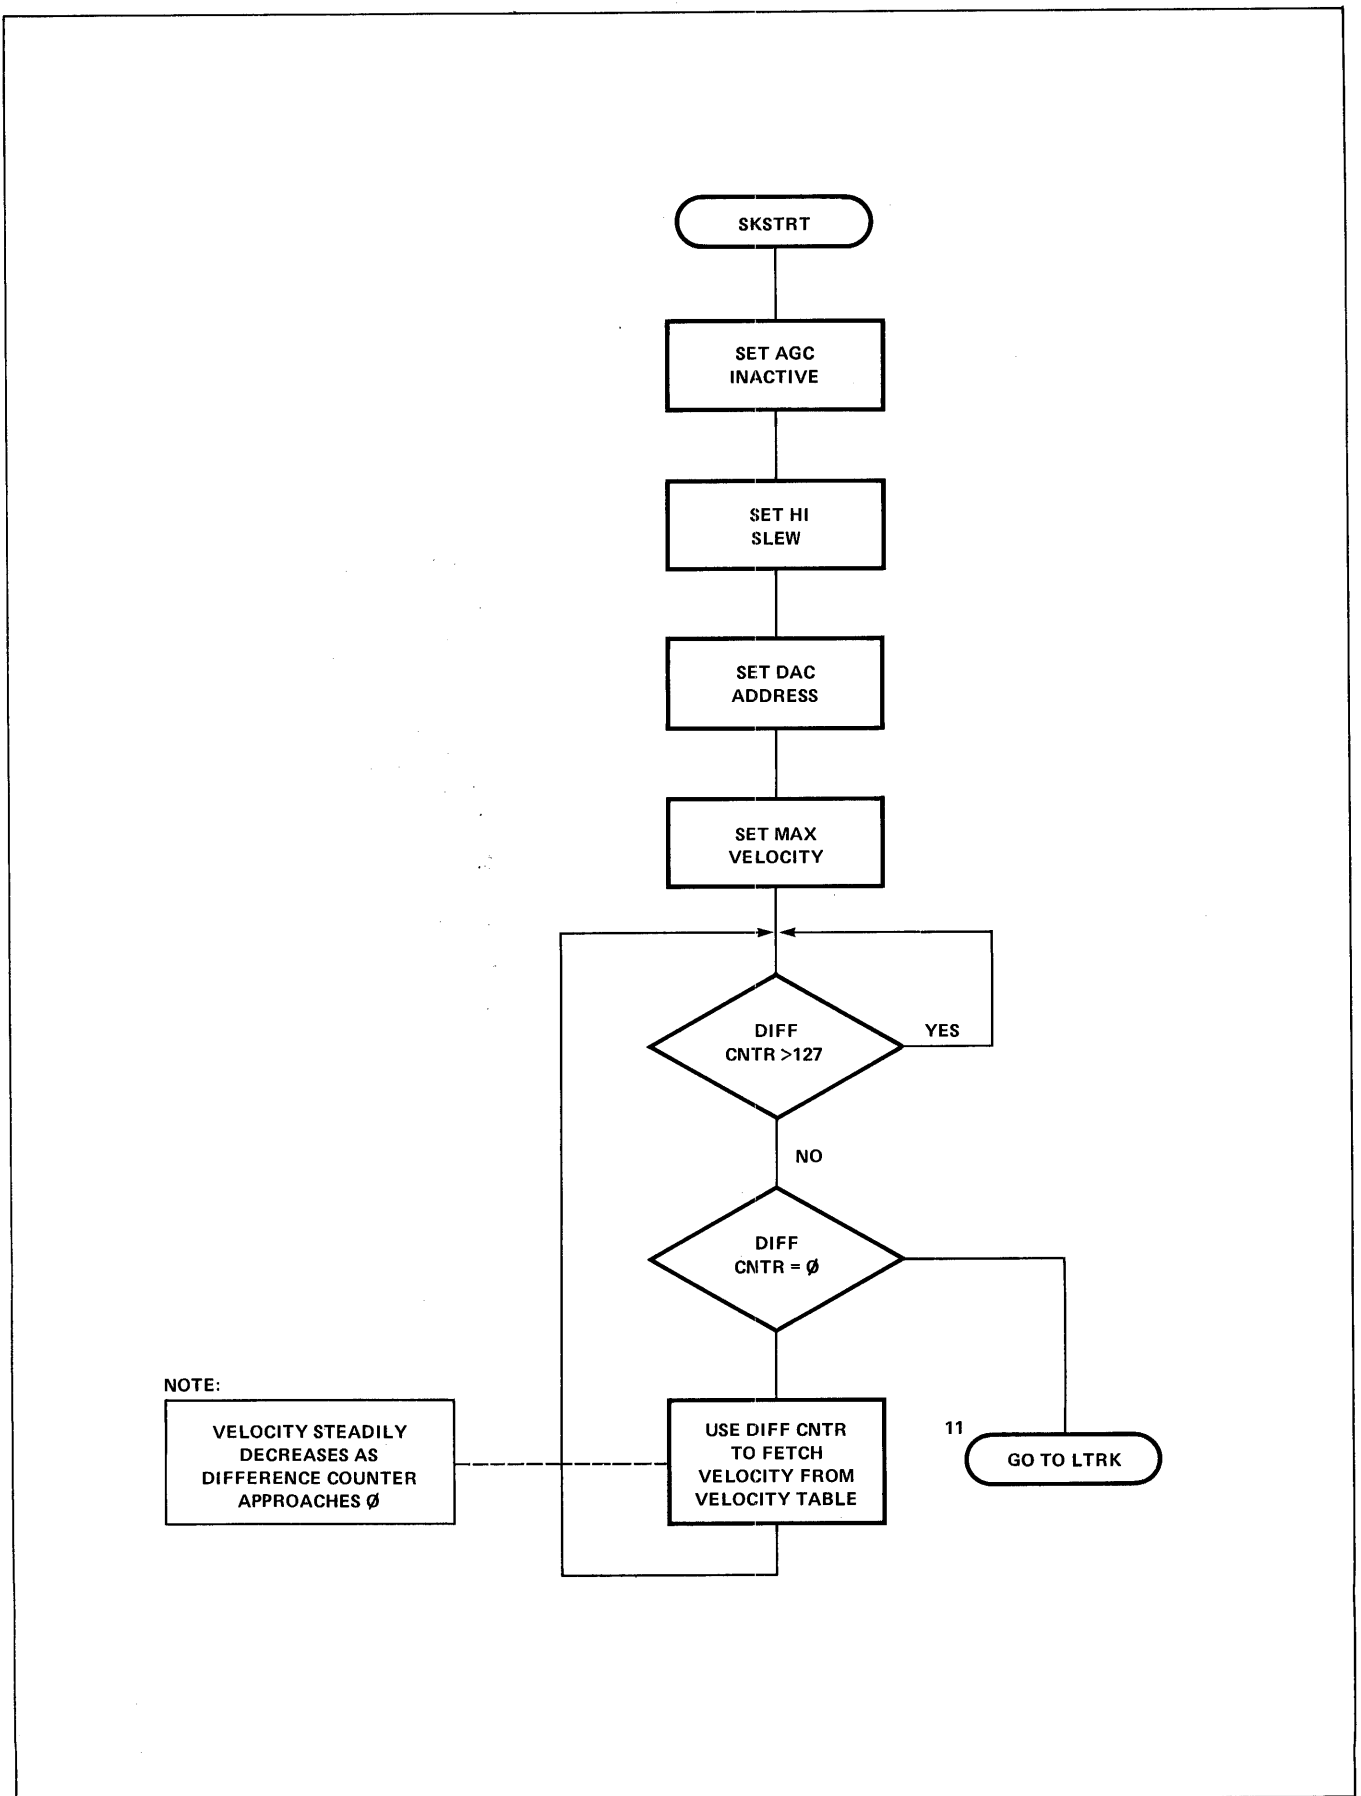 SKSTRT
SET AGC
INACTIVE
SET HI
SLEW
SET DAC
ADDRESS
SET MAX
VELOCITY
DIFF
CNTR >127
YES
NO
DIFF
CNTR = Ø
NOTE:
VELOCITY STEADILY
DECREASES AS
DIFFERENCE COUNTER
APPROACHES Ø
USE DIFF CNTR
TO FETCH
VELOCITY FROM
VELOCITY TABLE
11
GO TO LTRK